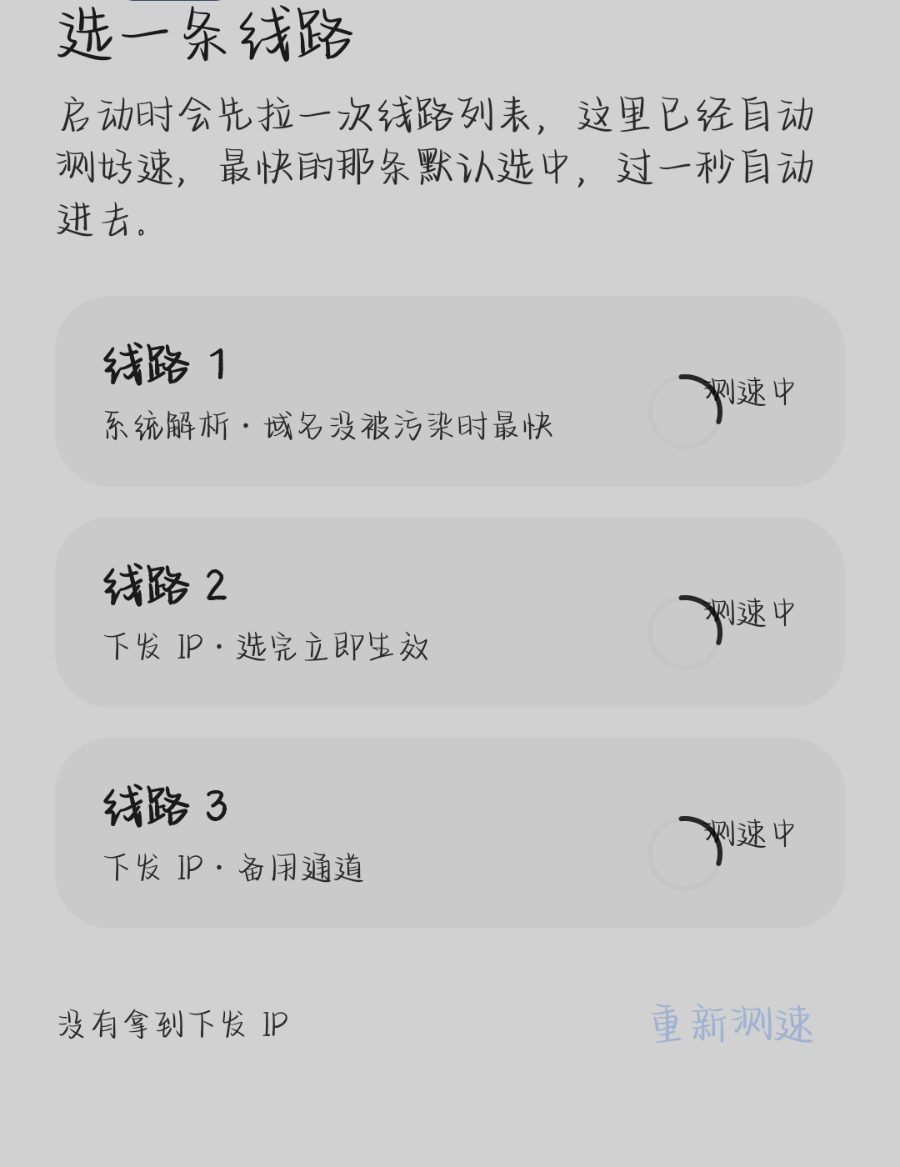 选一条线路
启动时会先拉一次线路列表，这里已经自动
测好速，最快的那条默认选中，过一秒自动
进去。
线路 1
系统解析·域名没被污染时最快
测速中
线路 2
下发 IP·选完立即生效
测速中
线路 3
下发 IP·备用通道
测速中
没有拿到下发 IP
重新测速